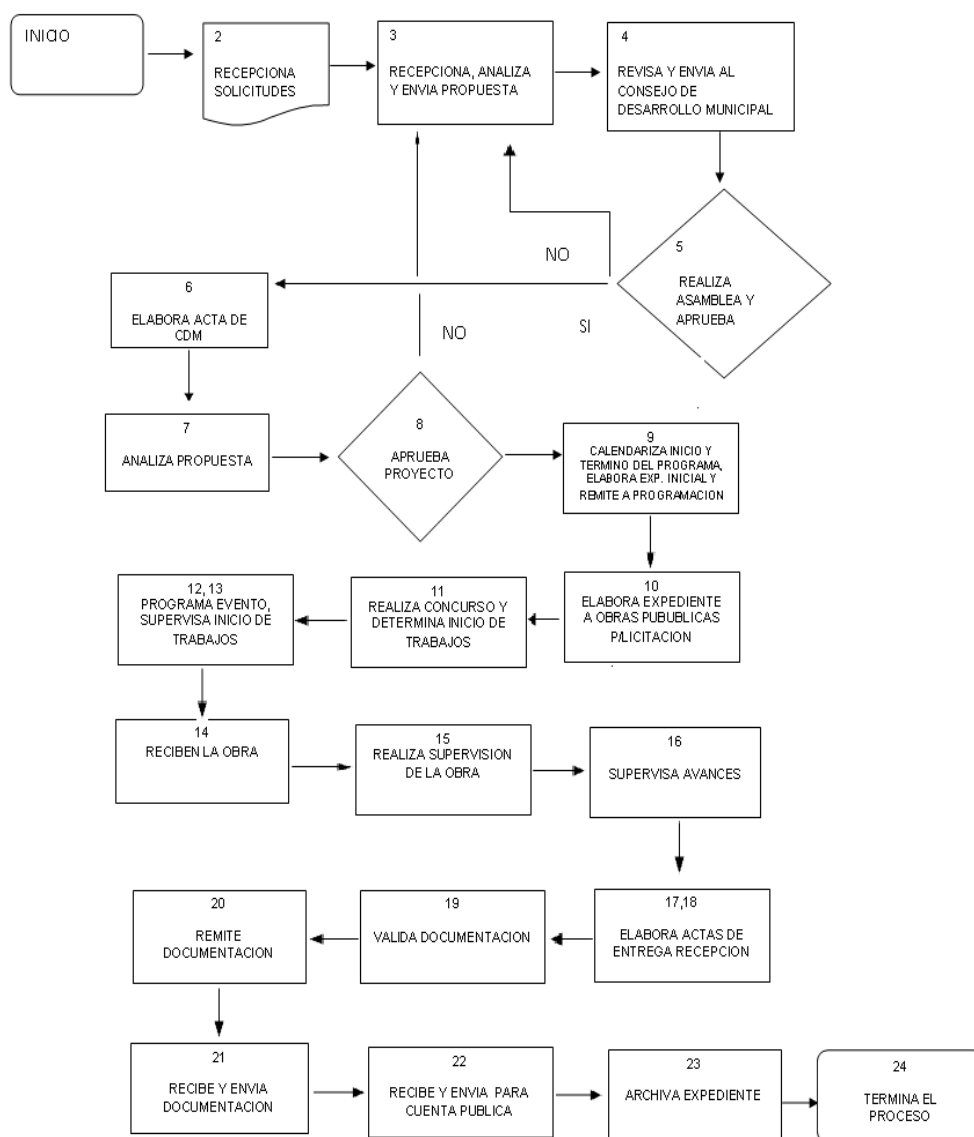 INICIO
2
RECEPCIONA
SOLICITUDES
3
RECEPCIONA, ANALIZA
Y ENVIA PROPUESTA
4
REVISA Y ENVIA AL
CONSEJO DE
DESARROLLO MUNICIPAL
5
REALIZA
ASAMBLEA Y
APRUEBA
NO
SI
6
ELABORA ACTA DE
CDM
NO
7
ANALIZA PROPUESTA
8
APRUEBA
PROYECTO
9
CALENDARIZA INICIO Y
TERMINO DEL PROGRAMA,
ELABORA EXP. INICIAL Y
REMITE A PROGRAMACION
10
ELABORA EXPEDIENTE
A OBRAS PUBUBLICAS
P/LICITACION
11
REALIZA CONCURSO Y
DETERMINA INICIO DE
TRABAJOS
12, 13
PROGRAMA EVENTO,
SUPERVISA INICIO DE
TRABAJOS
14
RECIBEN LA OBRA
15
REALIZA SUPERVISION
DE LA OBRA
16
SUPERVISA AVANCES
17,18
ELABORA ACTAS DE
ENTREGA RECEPCION
19
VALIDA DOCUMENTACION
20
REMITE
DOCUMENTACION
21
RECIBE Y ENVIA
DOCUMENTACION
22
RECIBE Y ENVIA PARA
CUENTA PUBLICA
23
ARCHIVA EXPEDIENTE
24
TERMINA EL
PROCESO